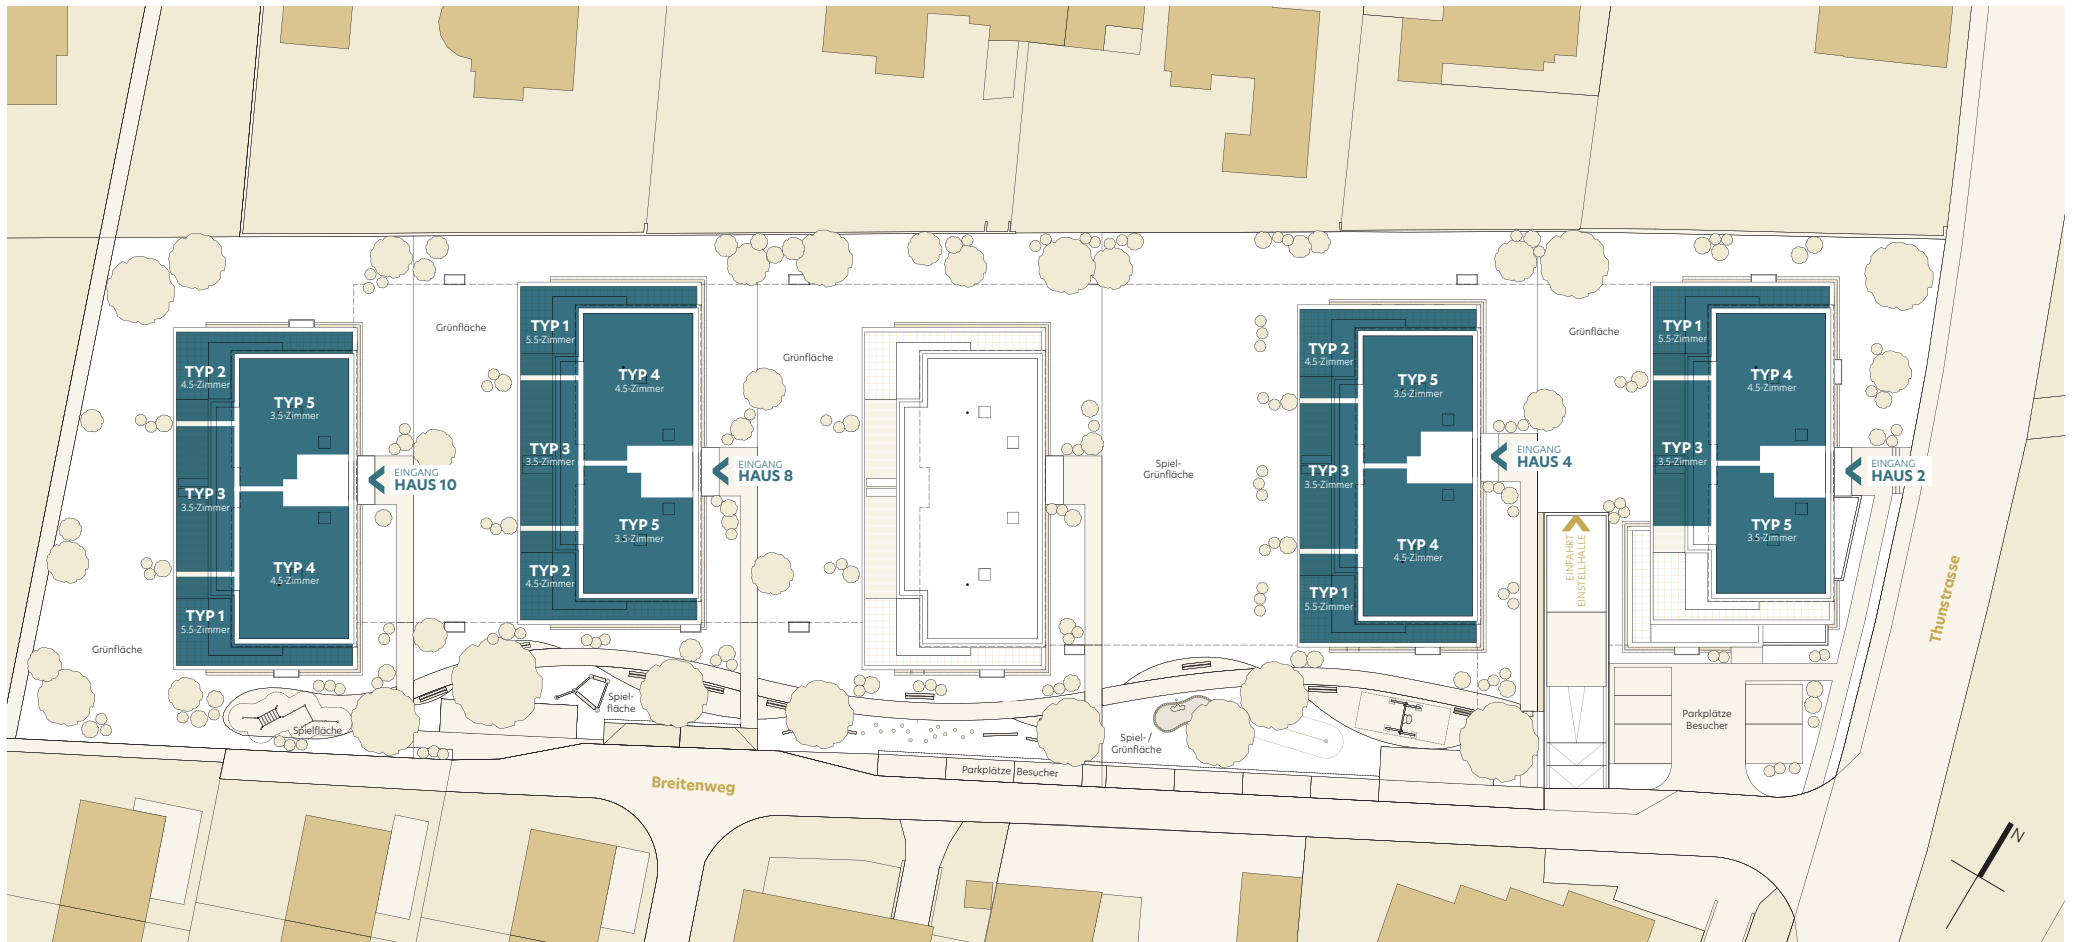 Grünfläche
TYP 2
4.5-Zimmer
TYP 5
3.5-Zimmer
TYP 3
3.5-Zimmer
TYP 4
4.5-Zimmer
TYP 1
5.5-Zimmer
EINGANG
HAUS 10
Spielfläche
Grünfläche
TYP 1
5.5-Zimmer
TYP 4
4.5-Zimmer
TYP 3
3.5-Zimmer
TYP 5
3.5-Zimmer
TYP 2
4.5-Zimmer
EINGANG
HAUS 8
Spiel-
fläche
Grünfläche
Spiel-
Grünfläche
Spiel-/
Grünfläche
Parkplätze Besucher
TYP 2
4.5-Zimmer
TYP 5
3.5-Zimmer
TYP 3
3.5-Zimmer
TYP 4
4.5-Zimmer
TYP 1
5.5-Zimmer
EINGANG
HAUS 4
Grünfläche
EINFAHRT
EINSTELLHALLE
TYP 1
5.5-Zimmer
TYP 4
4.5-Zimmer
TYP 3
3.5-Zimmer
TYP 5
3.5-Zimmer
EINGANG
HAUS 2
Parkplätze
Besucher
Thunstrasse
Breitenweg
N